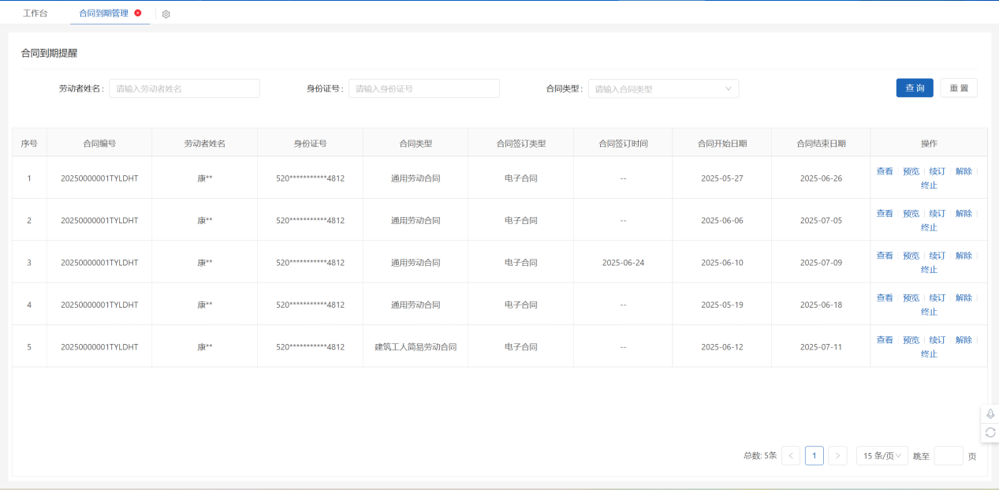 工作台 合同到期管理
合同到期提醒
劳动者姓名: 请输入劳动者姓名 身份证号: 请输入身份证号 合同类型: 请输入合同类型 查 询 重 置
序号 合同编号 劳动者姓名 身份证号 合同类型 合同签订类型 合同签订时间 合同开始日期 合同结束日期 操作
1 20250000001TYLDHT 康** 520***********4812 通用劳动合同 电子合同 -- 2025-05-27 2025-06-26 查看 预览 续订 解除
终止
2 20250000001TYLDHT 康** 520***********4812 通用劳动合同 电子合同 -- 2025-06-06 2025-07-05 查看 预览 续订 解除
终止
3 20250000001TYLDHT 康** 520***********4812 通用劳动合同 电子合同 2025-06-24 2025-06-10 2025-07-09 查看 预览 续订 解除
终止
4 20250000001TYLDHT 康** 520***********4812 通用劳动合同 电子合同 -- 2025-05-19 2025-06-18 查看 预览 续订 解除
终止
5 20250000001TYLDHT 康** 520***********4812 建筑工人简易劳动合同 电子合同 -- 2025-06-12 2025-07-11 查看 预览 续订 解除
终止
总数: 5条 < 1 > 15 条/页 跳至 页